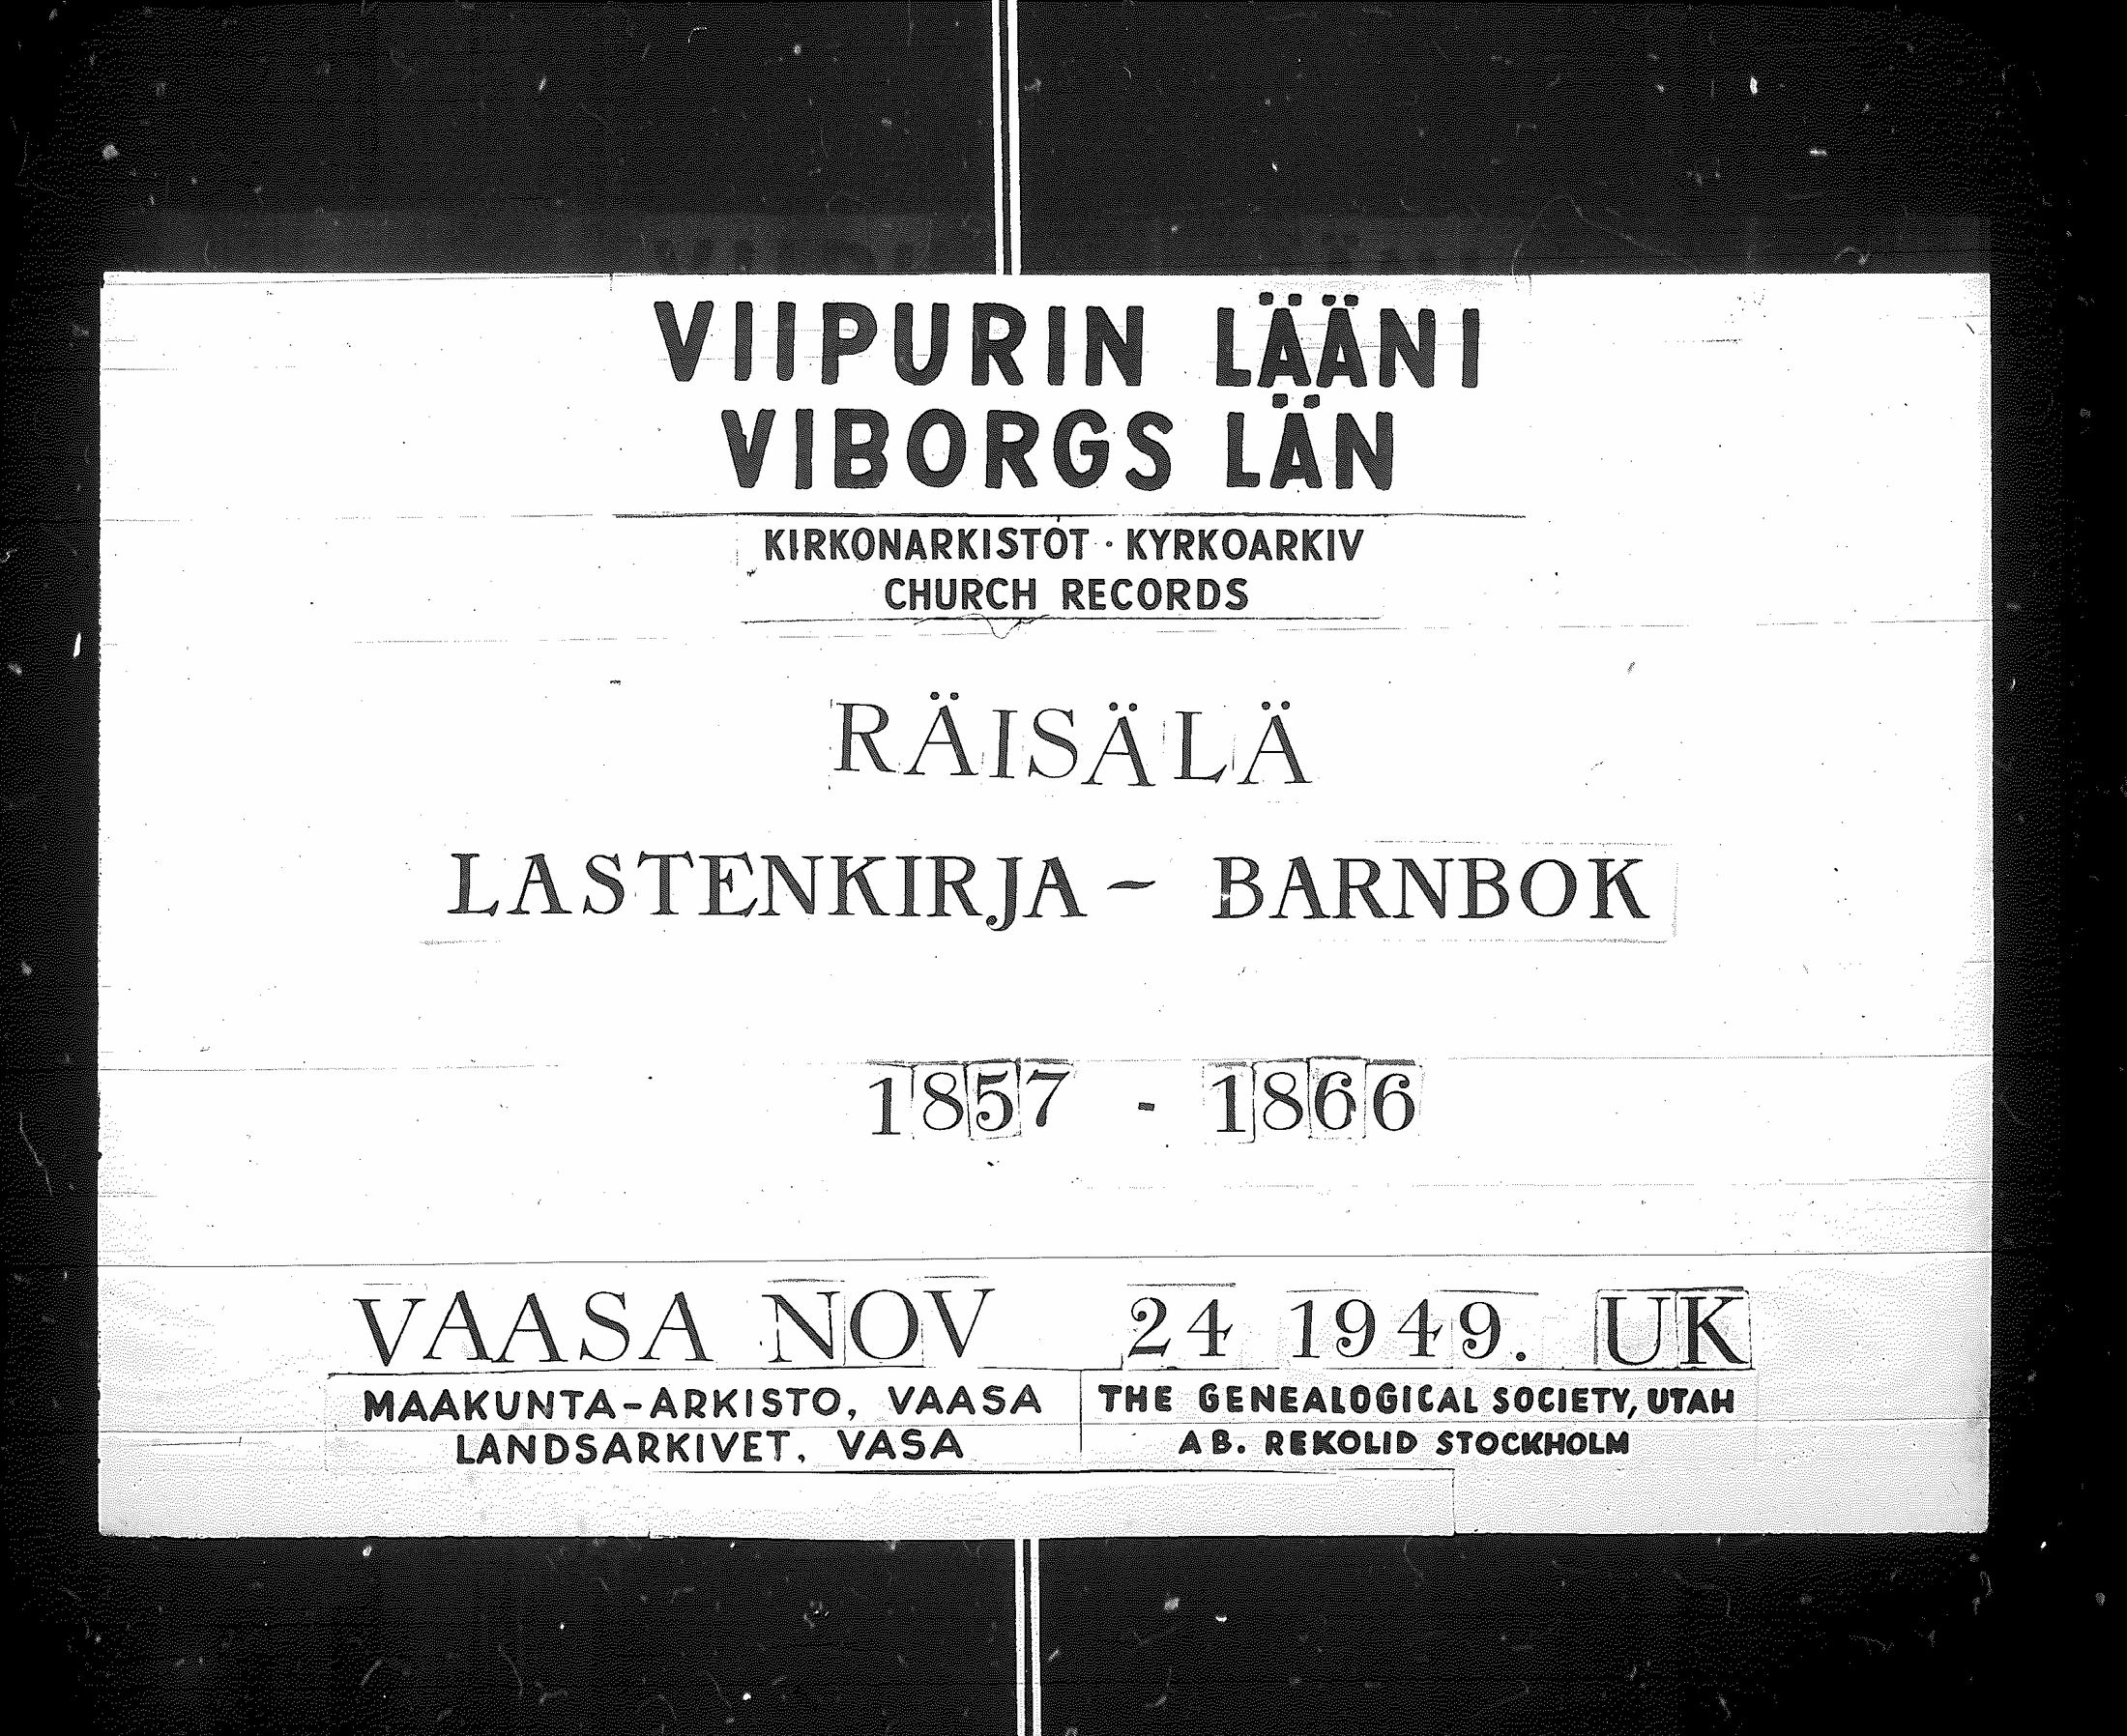 VIIPURIN LÄÄNI
VIBORGS LÄN
KIRKONARKISTOT · KYRKOARKIV
CHURCH RECORDS
RÄISÄLÄ
LASTENKIRJA - BARNBOK
1857 - 1866
VAASA NOV 24 1949. UK
MAAKUNTA-ARKISTO, VAASA
LANDSARKIVET, VASA
THE GENEALOGICAL SOCIETY, UTAH
AB. REKOLID STOCKHOLM